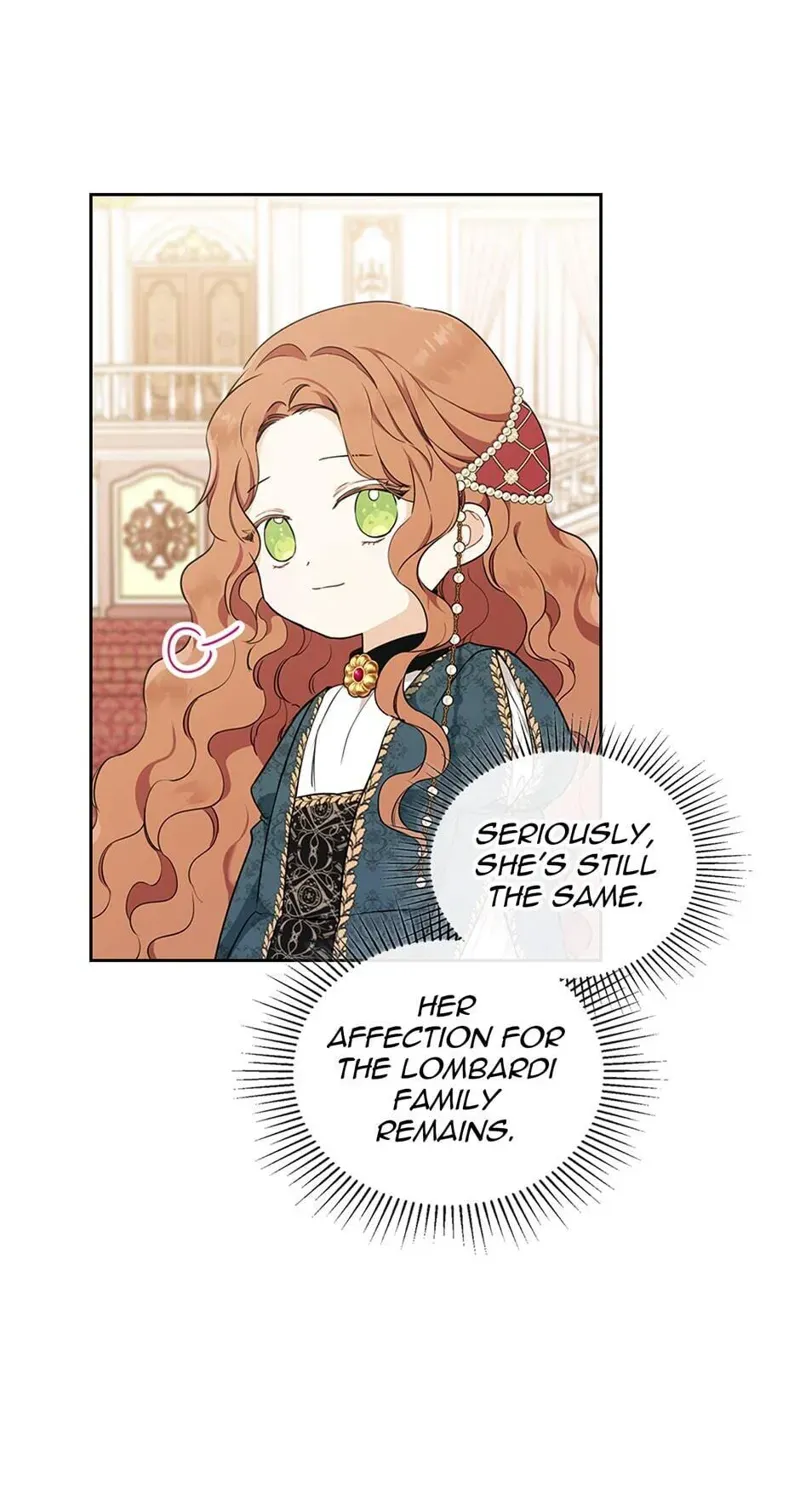 SERIOUSLY,
SHE'S STILL
THE SAME.
HER
AFFECTION FOR
THE LOMBARDI
FAMILY
REMAINS.